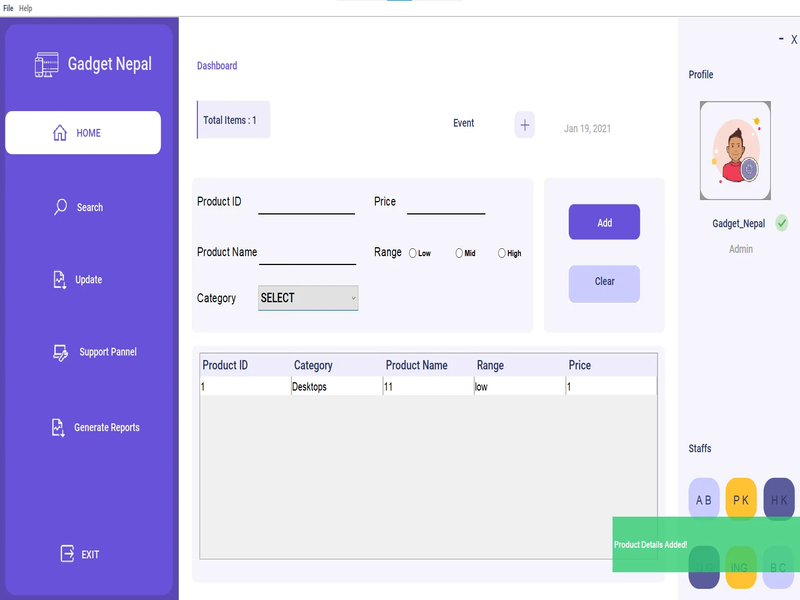 File Help
Gadget Nepal
HOME
Search
Update
Support Pannel
Generate Reports
EXIT
Dashboard
Total Items : 1
Event
+
Jan 19, 2021
Product ID
Price
Product Name
Range
Low
Mid
High
Category
SELECT
Add
Clear
Product ID Category Product Name Range Price
1 Desktops 11 low 1
- X
Profile
Gadget_Nepal
Admin
Staffs
A B P K H K
Product Details Added!
ING B C